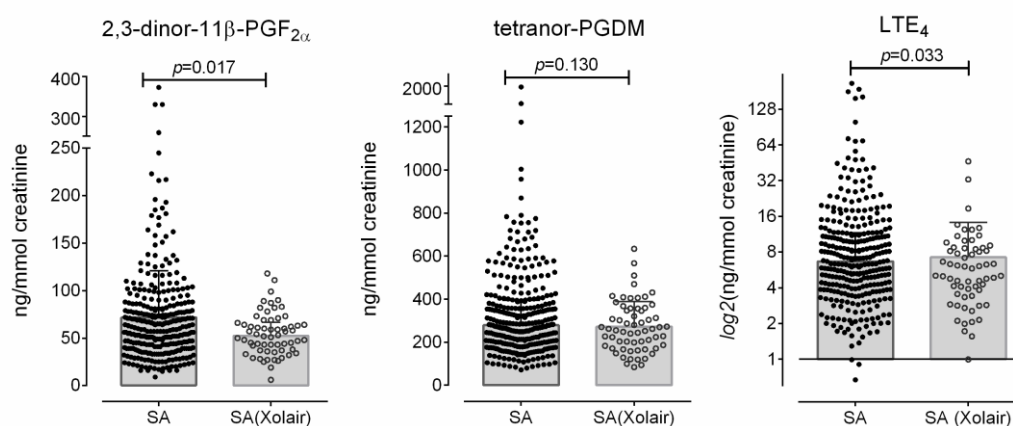 2,3-dinor-11β-PGF2α
tetranor-PGDM
LTE4
p=0.017
p=0.130
p=0.033
ng/mmol creatinine
400
300
250
200
150
100
50
0
SA
SA(Xolair)
ng/mmol creatinine
2000
1200
1000
800
600
400
200
0
SA
SA(Xolair)
log2(ng/mmol creatinine)
128
64
32
16
8
4
2
1
SA
SA (Xolair)